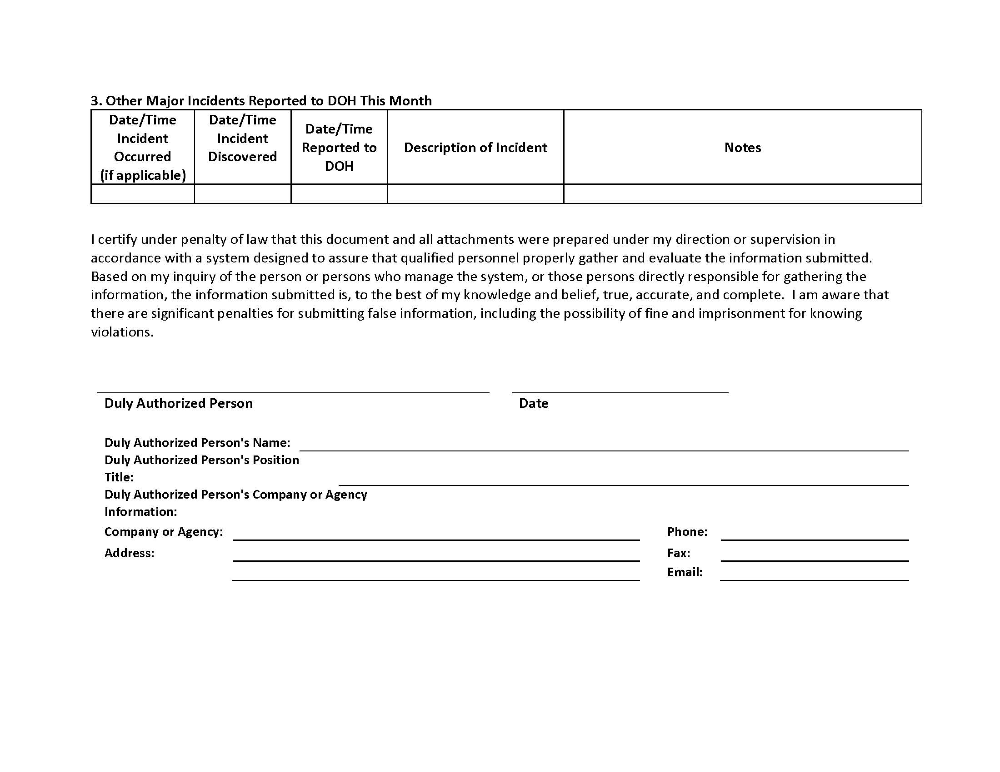 3. Other Major Incidents Reported to DOH This Month
Date/Time
Incident
Occurred
(if applicable)
Date/Time
Incident
Discovered
Date/Time
Reported to
DOH
Description of Incident
Notes
I certify under penalty of law that this document and all attachments were prepared under my direction or supervision in
accordance with a system designed to assure that qualified personnel properly gather and evaluate the information submitted.
Based on my inquiry of the person or persons who manage the system, or those persons directly responsible for gathering the
information, the information submitted is, to the best of my knowledge and belief, true, accurate, and complete.  I am aware that
there are significant penalties for submitting false information, including the possibility of fine and imprisonment for knowing
violations.
Duly Authorized Person
Date
Duly Authorized Person's Name:
Duly Authorized Person's Position
Title:
Duly Authorized Person's Company or Agency
Information:
Company or Agency:
Phone:
Address:
Fax:
Email: